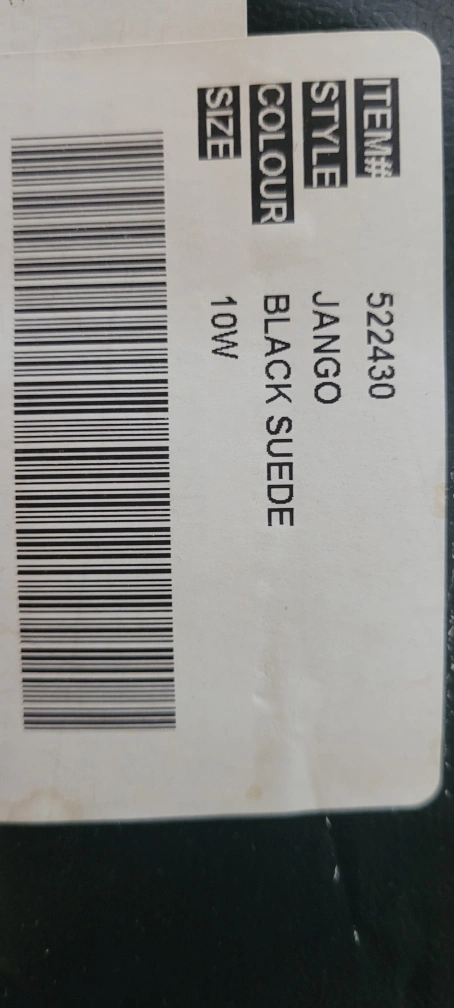 ITEM# 522430
STYLE JANGO
COLOUR BLACK SUEDE
SIZE 10W